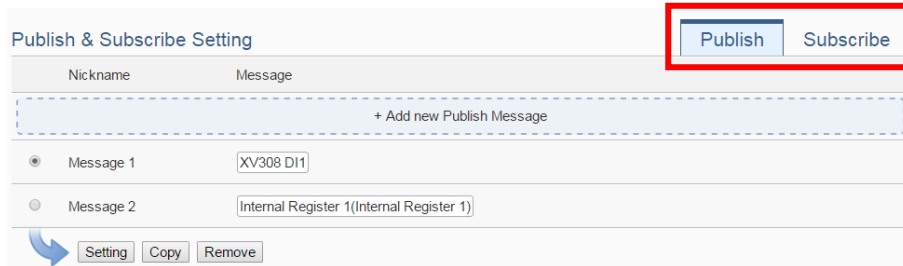 Publish & Subscribe Setting Publish Subscribe
Nickname Message
+ Add new Publish Message
Message 1 XV308 DI1
Message 2 Internal Register 1(Internal Register 1)
Setting Copy Remove